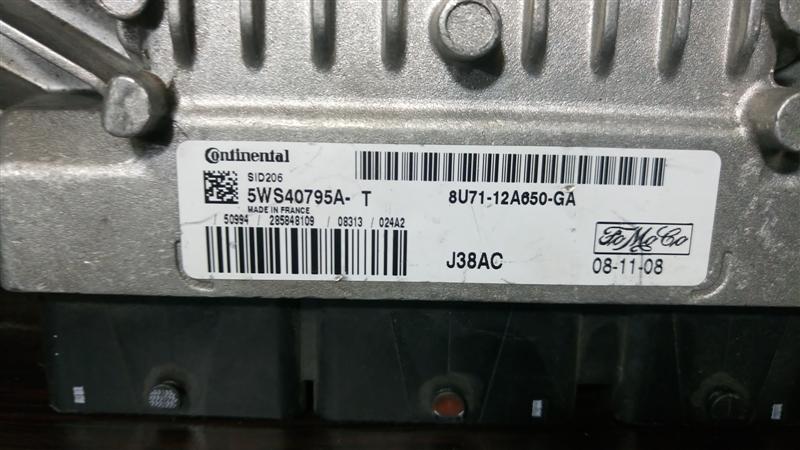 Continental
SID206
5WS40795A- T
MADE IN FRANCE
/ 50994 / 285848109 / 08313 / 024A2
8U71-12A650-GA
J38AC
FoMoCo
08-11-08